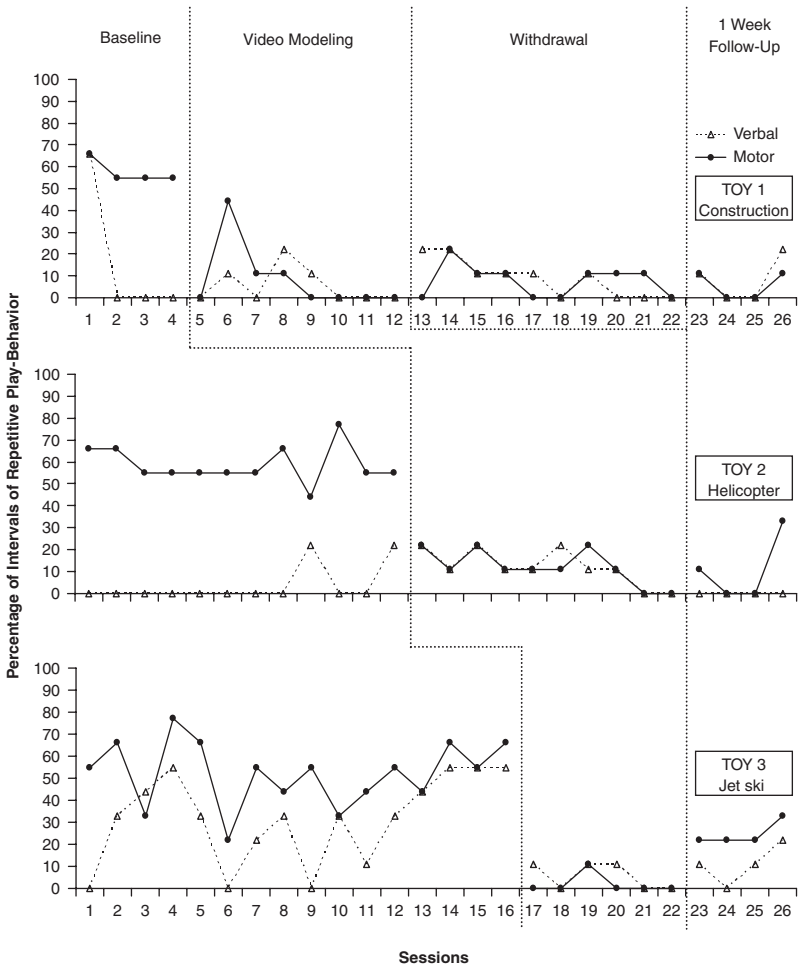 Baseline
Video Modeling
Withdrawal
1 Week
Follow-Up
Percentage of Intervals of Repetitive Play-Behavior
100
90
80
70
60
50
40
30
20
10
0
1 2 3 4 5 6 7 8 9 10 11 12 13 14 15 16 17 18 19 20 21 22 23 24 25 26
Verbal
Motor
TOY 1
Construction
100
90
80
70
60
50
40
30
20
10
0
1 2 3 4 5 6 7 8 9 10 11 12 13 14 15 16 17 18 19 20 21 22 23 24 25 26
TOY 2
Helicopter
100
90
80
70
60
50
40
30
20
10
0
1 2 3 4 5 6 7 8 9 10 11 12 13 14 15 16 17 18 19 20 21 22 23 24 25 26
TOY 3
Jet ski
Sessions